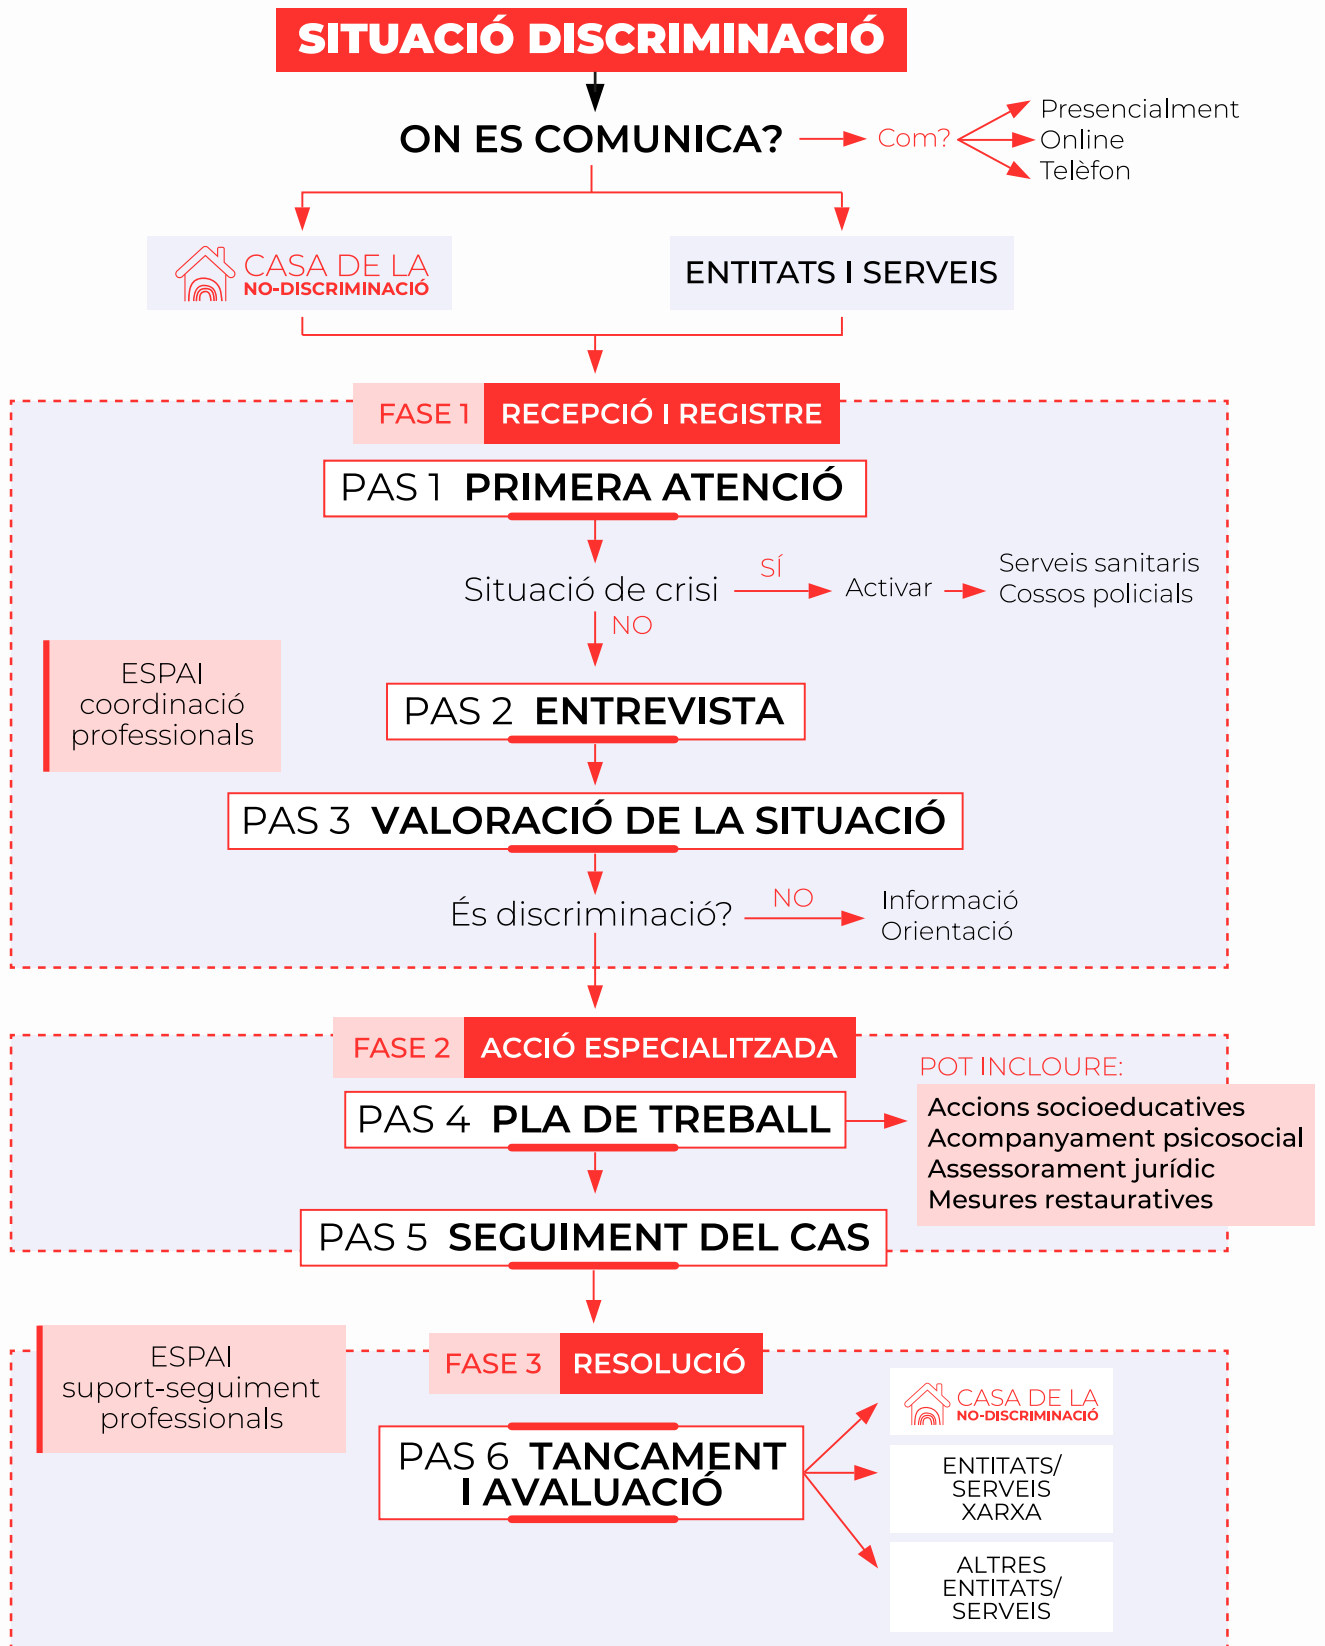 SITUACIÓ DISCRIMINACIÓ
ON ES COMUNICA?
Com?
Presencialment
Online
Telèfon
CASA DE LA
NO-DISCRIMINACIÓ
ENTITATS I SERVEIS
FASE 1 RECEPCIÓ I REGISTRE
PAS 1 PRIMERA ATENCIÓ
Situació de crisi
SÍ
Activar
Serveis sanitaris
Cossos policials
NO
ESPAI
coordinació
professionals
PAS 2 ENTREVISTA
PAS 3 VALORACIÓ DE LA SITUACIÓ
És discriminació?
NO
Informació
Orientació
FASE 2 ACCIÓ ESPECIALITZADA
PAS 4 PLA DE TREBALL
POT INCLOURE:
Accions socioeducatives
Acompanyament psicosocial
Assessorament jurídic
Mesures restauratives
PAS 5 SEGUIMENT DEL CAS
ESPAI
suport-seguiment
professionals
FASE 3 RESOLUCIÓ
PAS 6 TANCAMENT
I AVALUACIÓ
CASA DE LA
NO-DISCRIMINACIÓ
ENTITATS/
SERVEIS
XARXA
ALTRES
ENTITATS/
SERVEIS